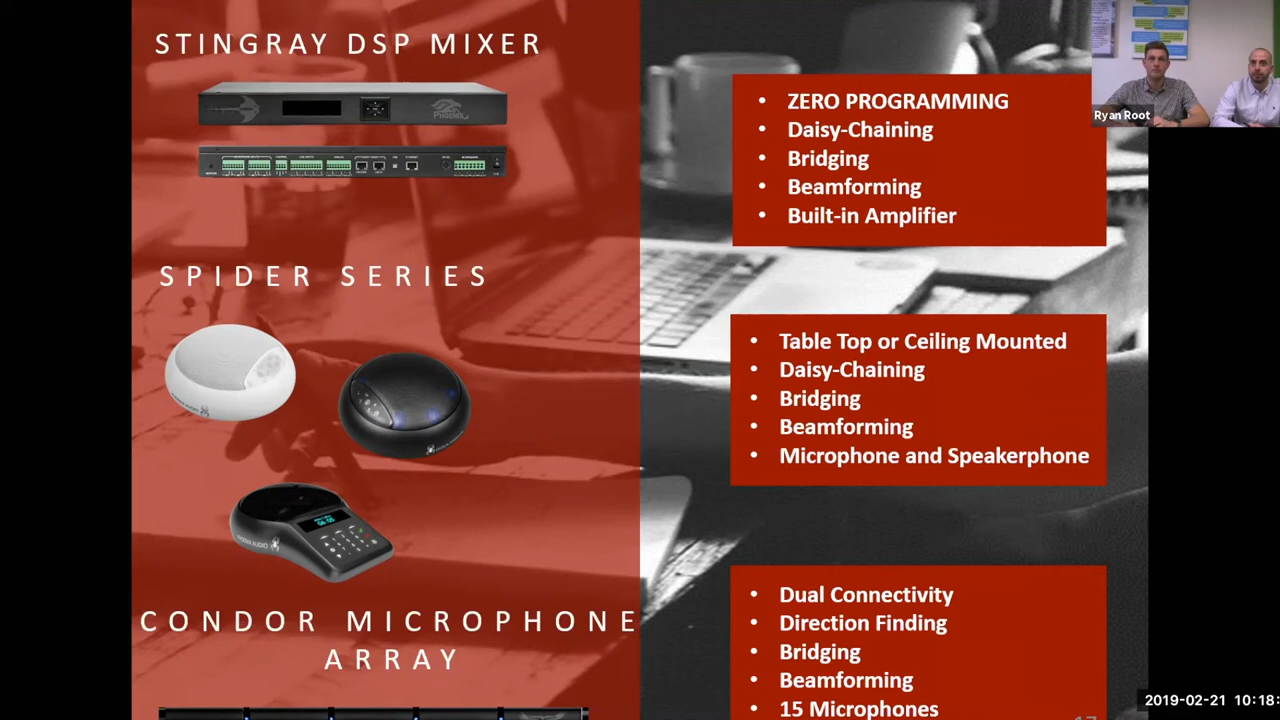 STINGRAY DSP MIXER
PHOENIX
• ZERO PROGRAMMING
• Daisy-Chaining
• Bridging
• Beamforming
• Built-in Amplifier
Ryan Root
SPIDER SERIES
• Table Top or Ceiling Mounted
• Daisy-Chaining
• Bridging
• Beamforming
• Microphone and Speakerphone
CONDOR MICROPHONE
ARRAY
• Dual Connectivity
• Direction Finding
• Bridging
• Beamforming
• 15 Microphones
17
2019-02-21 10:18: